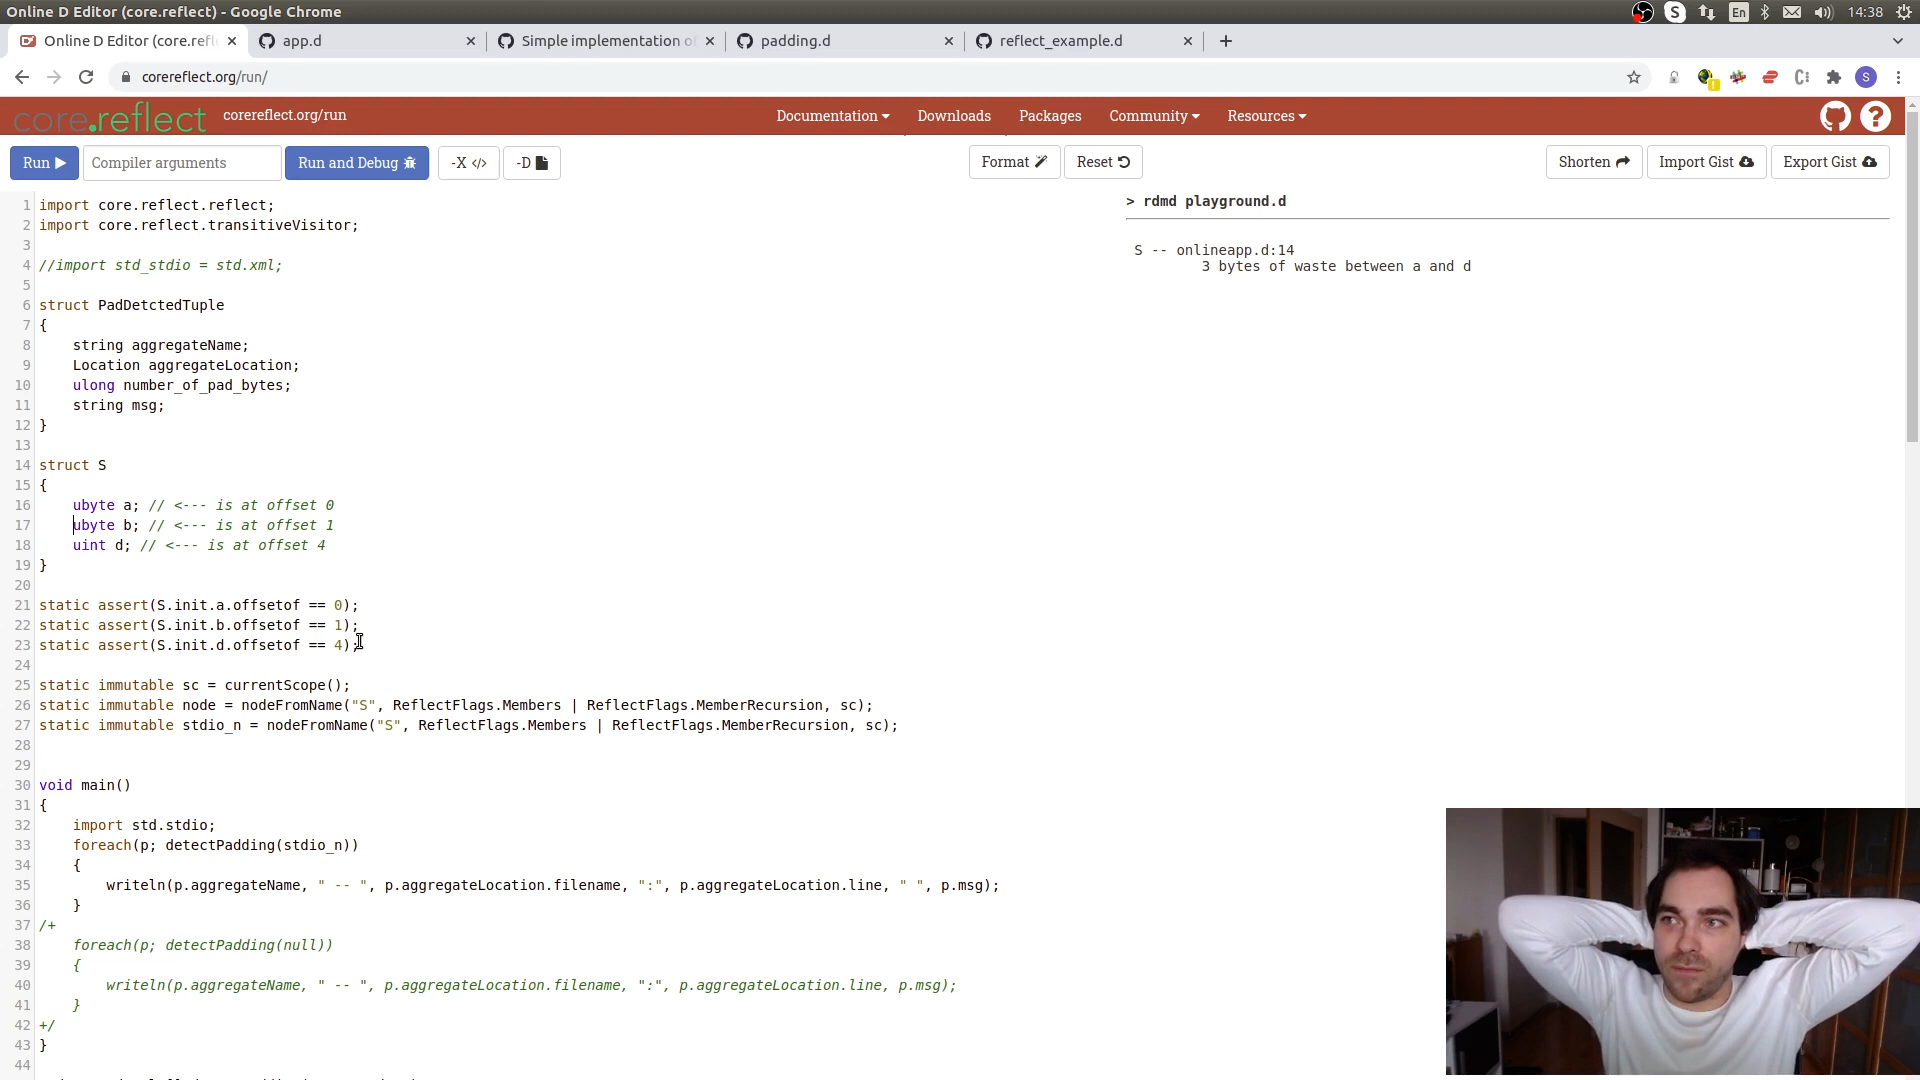 Online D Editor (core.reflect) - Google Chrome
S En 14:38
Online D Editor (core.refle
app.d
Simple implementation o
padding.d
reflect_example.d
corereflect.org/run/
S
core.reflect
corereflect.org/run
Documentation
Downloads
Packages
Community
Resources
Run
Compiler arguments
Run and Debug
-X </>
-D
Format
Reset
Shorten
Import Gist
Export Gist
1 import core.reflect.reflect;
2 import core.reflect.transitiveVisitor;
3
4 //import std_stdio = std.xml;
5
6 struct PadDetctedTuple
7 {
8 string aggregateName;
9 Location aggregateLocation;
10 ulong number_of_pad_bytes;
11 string msg;
12 }
13
14 struct S
15 {
16 ubyte a; // <--- is at offset 0
17 ubyte b; // <--- is at offset 1
18 uint d; // <--- is at offset 4
19 }
20
21 static assert(S.init.a.offsetof == 0);
22 static assert(S.init.b.offsetof == 1);
23 static assert(S.init.d.offsetof == 4);
24
25 static immutable sc = currentScope();
26 static immutable node = nodeFromName("S", ReflectFlags.Members | ReflectFlags.MemberRecursion, sc);
27 static immutable stdio_n = nodeFromName("S", ReflectFlags.Members | ReflectFlags.MemberRecursion, sc);
28
29
30 void main()
31 {
32 import std.stdio;
33 foreach(p; detectPadding(stdio_n))
34 {
35 writeln(p.aggregateName, " -- ", p.aggregateLocation.filename, ":", p.aggregateLocation.line, " ", p.msg);
36 }
37 /+
38 foreach(p; detectPadding(null))
39 {
40 writeln(p.aggregateName, " -- ", p.aggregateLocation.filename, ":", p.aggregateLocation.line, p.msg);
41 }
42 +/
43 }
44
> rdmd playground.d
S -- onlineapp.d:14
3 bytes of waste between a and d